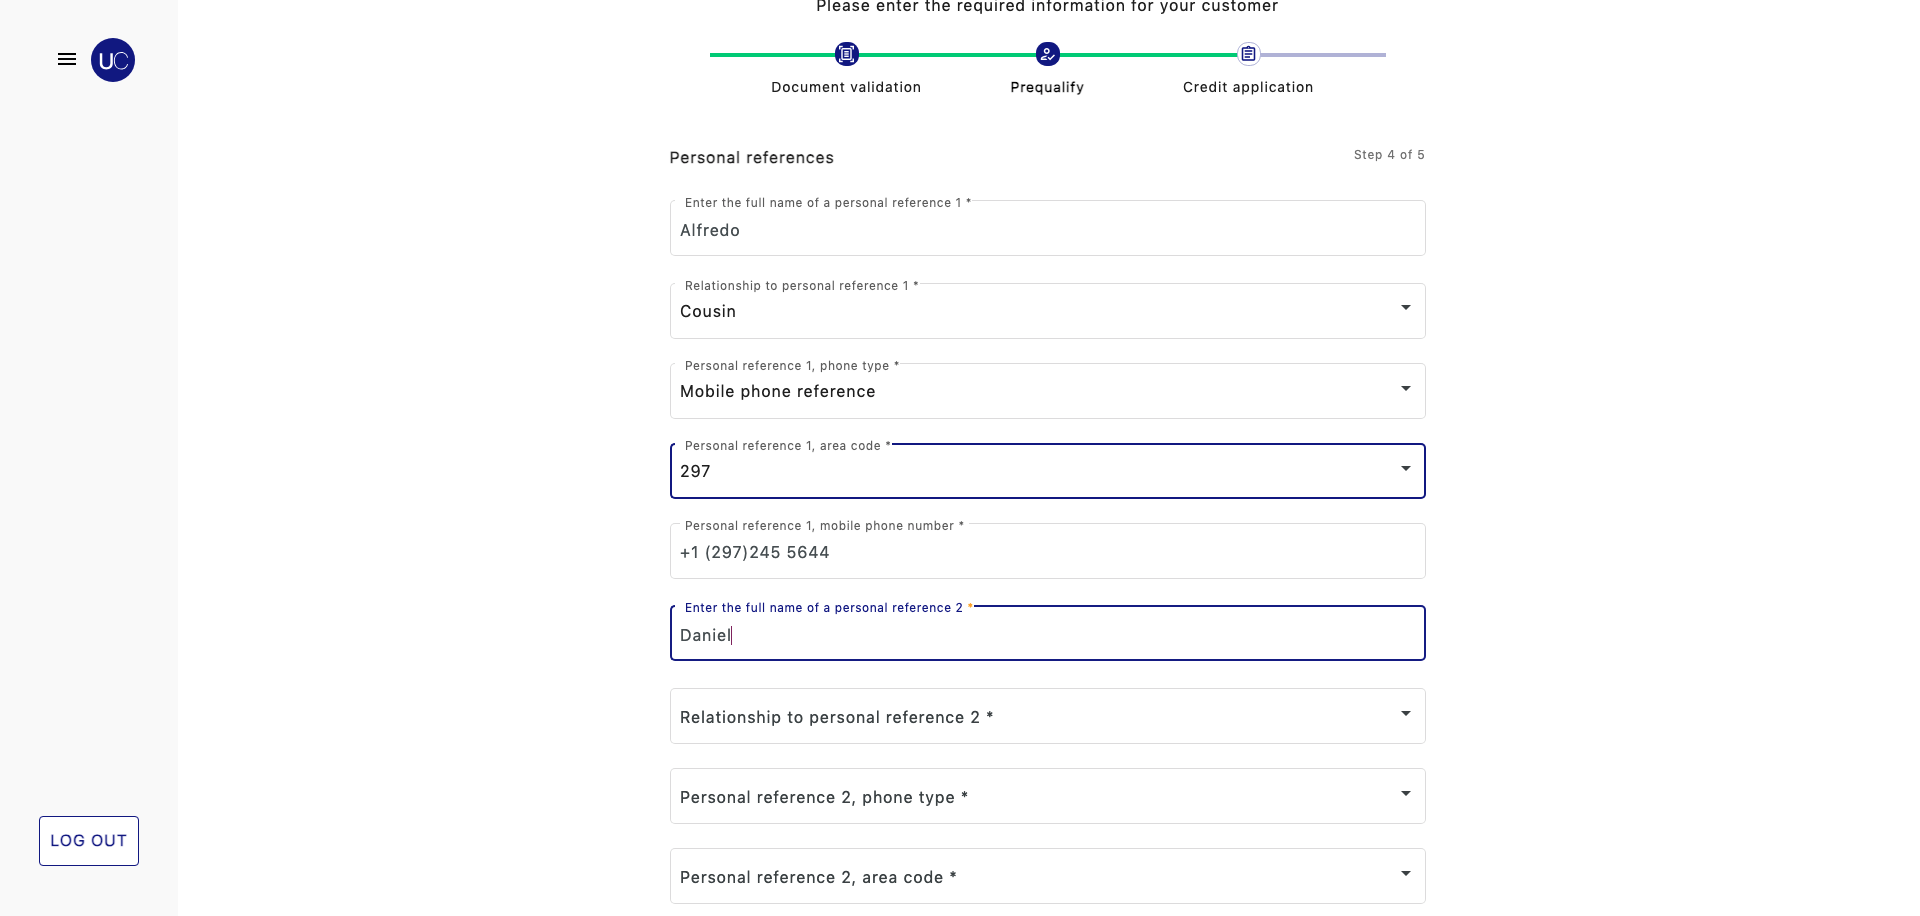 Please enter the required information for your customer
UC
Document validation
Prequalify
Credit application
Personal references
Step 4 of 5
Enter the full name of a personal reference 1 *
Alfredo
Relationship to personal reference 1 *
Cousin
Personal reference 1, phone type *
Mobile phone reference
Personal reference 1, area code *
297
Personal reference 1, mobile phone number *
+1 (297)245 5644
Enter the full name of a personal reference 2 *
Daniel
Relationship to personal reference 2 *
Personal reference 2, phone type *
LOG OUT
Personal reference 2, area code *